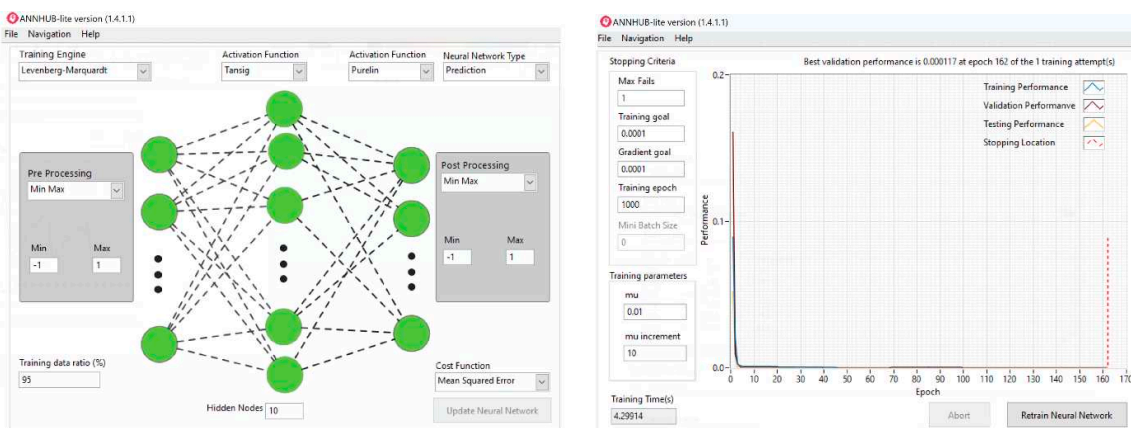 ANNHUB-lite version (1.4.1.1)
File Navigation Help
Training Engine
Levenberg-Marquardt
Activation Function
Tansig
Activation Function
Purelin
Neural Network Type
Prediction
Pre Processing
Min Max
Min Max
-1 1
Post Processing
Min Max
Min Max
-1 1
Training data ratio (%)
95
Hidden Nodes 10
Cost Function
Mean Squared Error
Update Neural Network
ANNHUB-lite version (1.4.1.1)
File Navigation Help
Stopping Criteria
Max Fails
1
Training goal
0.0001
Gradient goal
0.0001
Training epoch
1000
Mini Batch Size
0
Training parameters
mu
0.01
mu increment
10
Training Time(s)
4.29914
Best validation performance is 0.000117 at epoch 162 of the 1 training attempt(s)
Training Performance
Validation Performanve
Testing Performance
Stopping Location
Performance
0.2
0.1
0.0
0 10 20 30 40 50 60 70 80 90 100 110 120 130 140 150 160 170
Epoch
Abort
Retrain Neural Network